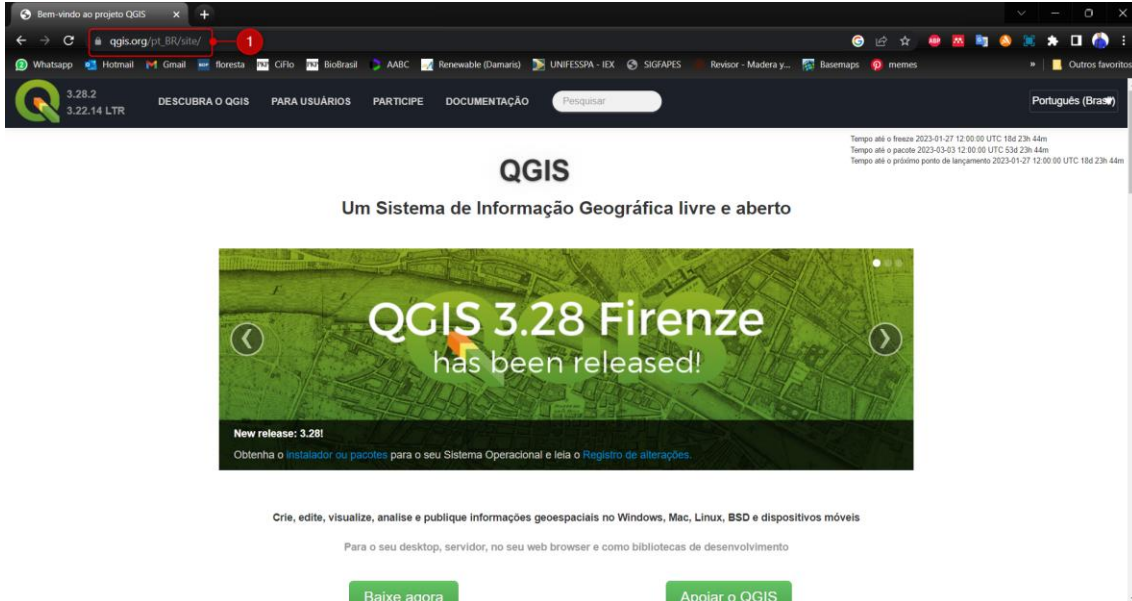 Bem-vindo ao projeto QGIS
qgis.org/pt_BR/site/
1
Whatsapp Hotmail Gmail floresta CiFlo BioBrasil AABC Renewable (Damaris) UNIFESSPA - IEX SIGFAPES Revisor - Madera y... Basemaps memes » Outros favoritos
3.28.2
3.22.14 LTR
DESCUBRA O QGIS PARA USUÁRIOS PARTICIPE DOCUMENTAÇÃO Pesquisar Português (Brasil)
Tempo até o freeze 2023-01-27 12:00:00 UTC 18d 23h 44m
Tempo até o pacote 2023-03-03 12:00:00 UTC 53d 23h 44m
Tempo até o próximo ponto de lançamento 2023-01-27 12:00:00 UTC 18d 23h 44m
QGIS
Um Sistema de Informação Geográfica livre e aberto
QGIS 3.28 Firenze
has been released!
New release: 3.28!
Obtenha o instalador ou pacotes para o seu Sistema Operacional e leia o Registro de alterações.
Crie, edite, visualize, analise e publique informações geoespaciais no Windows, Mac, Linux, BSD e dispositivos móveis
Para o seu desktop, servidor, no seu web browser e como bibliotecas de desenvolvimento
Baixe agora Apoiar o QGIS